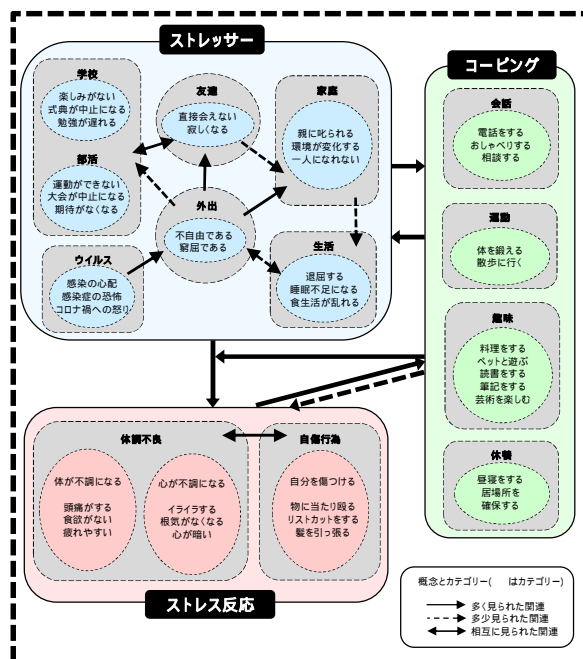 ストレッサー
学校
楽しみがない
式典が中止になる
勉強が遅れる
部活
運動ができない
大会が中止になる
期待がなくなる
友達
直接会えない
寂しくなる
家庭
親に叱られる
環境が変化する
一人になれない
外出
不自由である
窮屈である
ウイルス
感染の心配
感染症の恐怖
コロナ禍への怒り
生活
退屈する
睡眠不足になる
食生活が乱れる
コーピング
会話
電話をする
おしゃべりする
相談する
運動
体を鍛える
散歩に行く
趣味
料理をする
ペットと遊ぶ
読書をする
筆記をする
芸術を楽しむ
休養
昼寝をする
居場所を
確保する
体調不良
体が不調になる
頭痛がする
食欲がない
疲れやすい
心が不調になる
イライラする
根気がなくなる
心が暗い
自傷行為
自分を傷つける
物に当たり殴る
リストカットをする
髪を引っ張る
ストレス反応
概念とカテゴリー( はカテゴリー)
多く見られた関連
多少見られた関連
相互に見られた関連